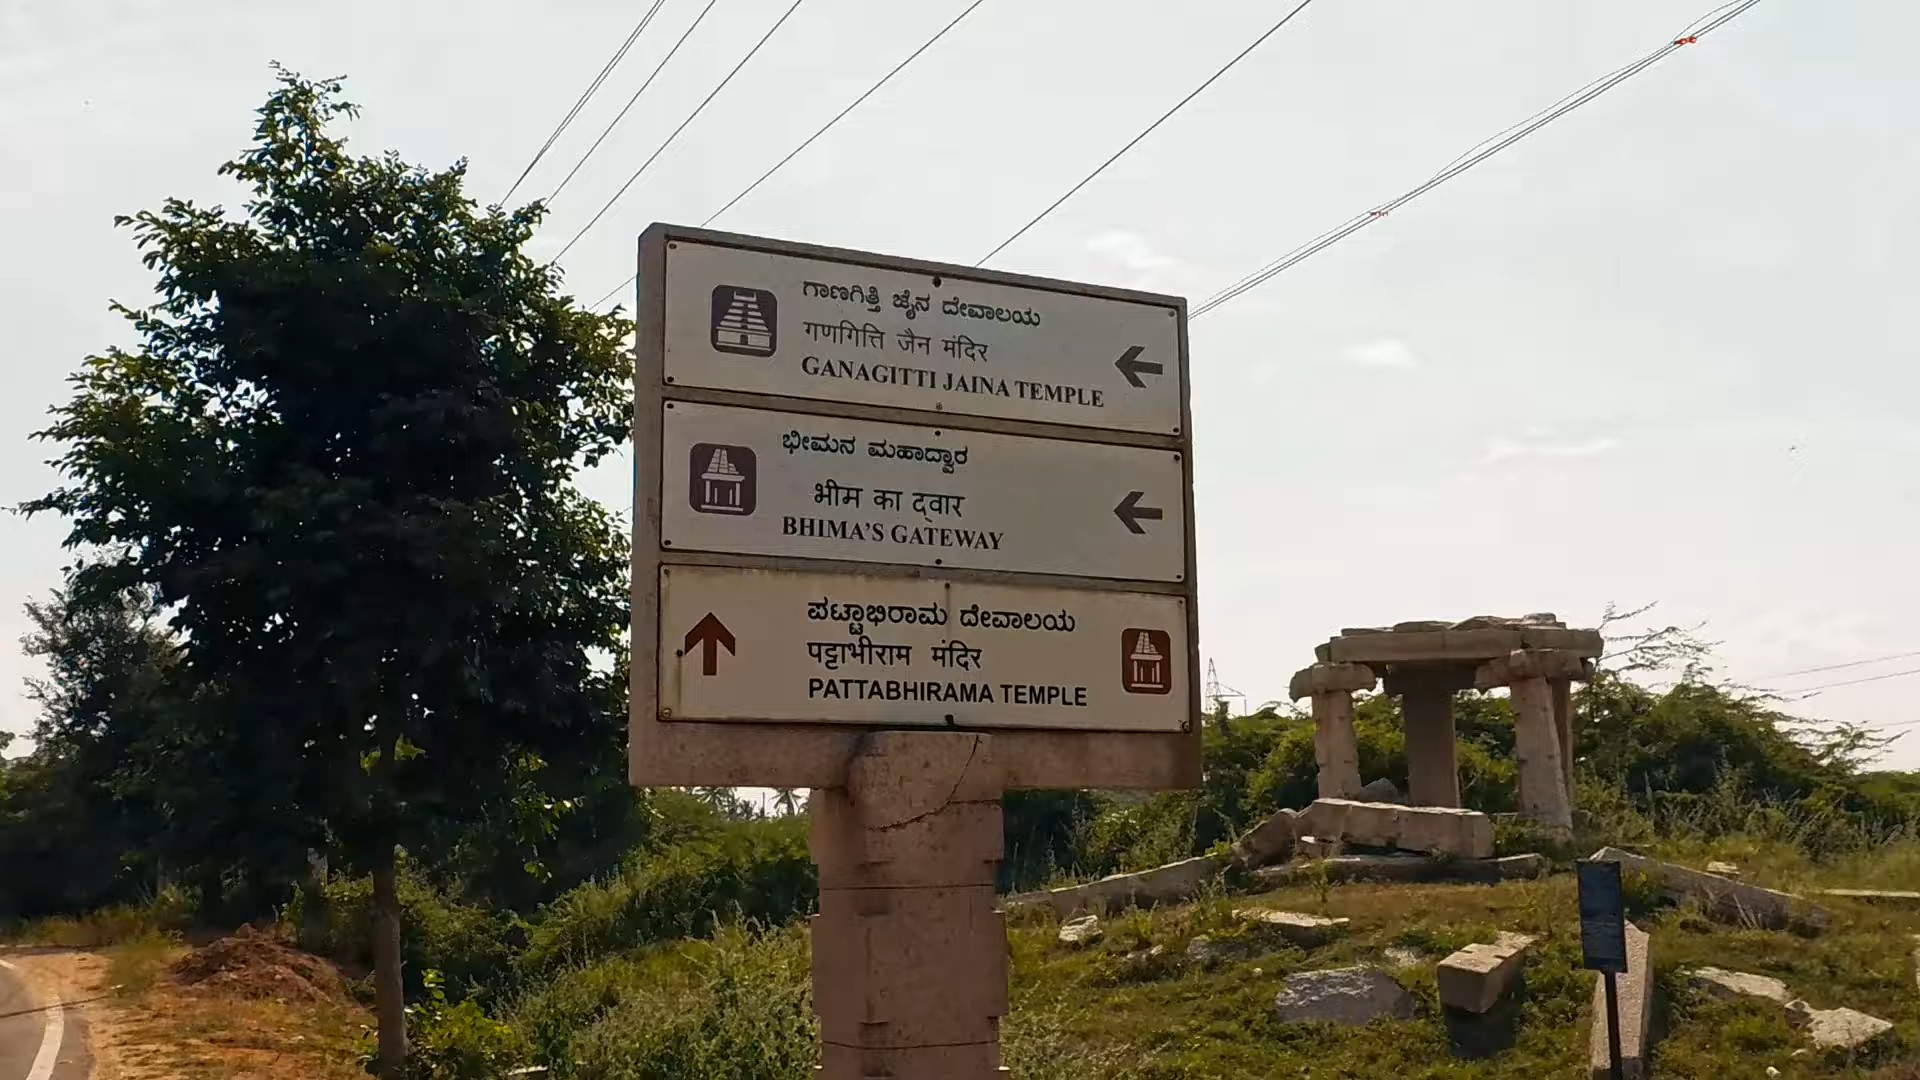 ಗಾಣಗಿತ್ತಿ ಜೈನ ದೇವಾಲಯ
गणगित्ति जैन मंदिर
GANAGITTI JAINA TEMPLE
ಭೀಮನ ಮಹಾದ್ವಾರ
भीम का द्वार
BHIMA'S GATEWAY
ಪಟ್ಟಾಭಿರಾಮ ದೇವಾಲಯ
पट्टाभीराम मंदिर
PATTABHIRAMA TEMPLE